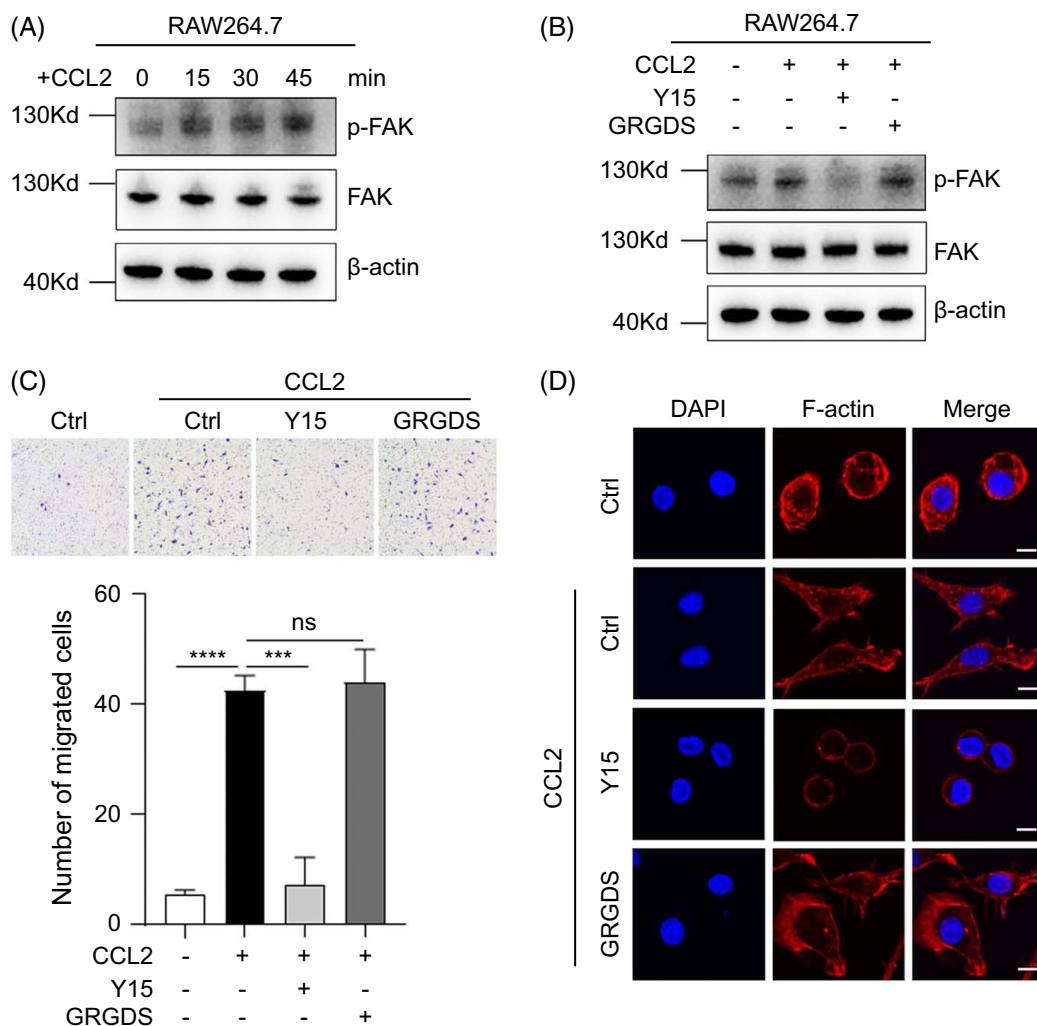 (A)
RAW264.7
+CCL2 0 15 30 45 min
130Kd
p-FAK
130Kd
FAK
40Kd
β-actin
(B)
RAW264.7
CCL2 - + + +
Y15 - - + -
GRGDS - - - +
130Kd
p-FAK
130Kd
FAK
40Kd
β-actin
(C)
CCL2
Ctrl Ctrl Y15 GRGDS
Number of migrated cells
60
40
20
0
ns
**** ***
CCL2 - + + +
Y15 - - + -
GRGDS - - - +
(D)
DAPI F-actin Merge
Ctrl
CCL2
Ctrl
Y15
GRGDS